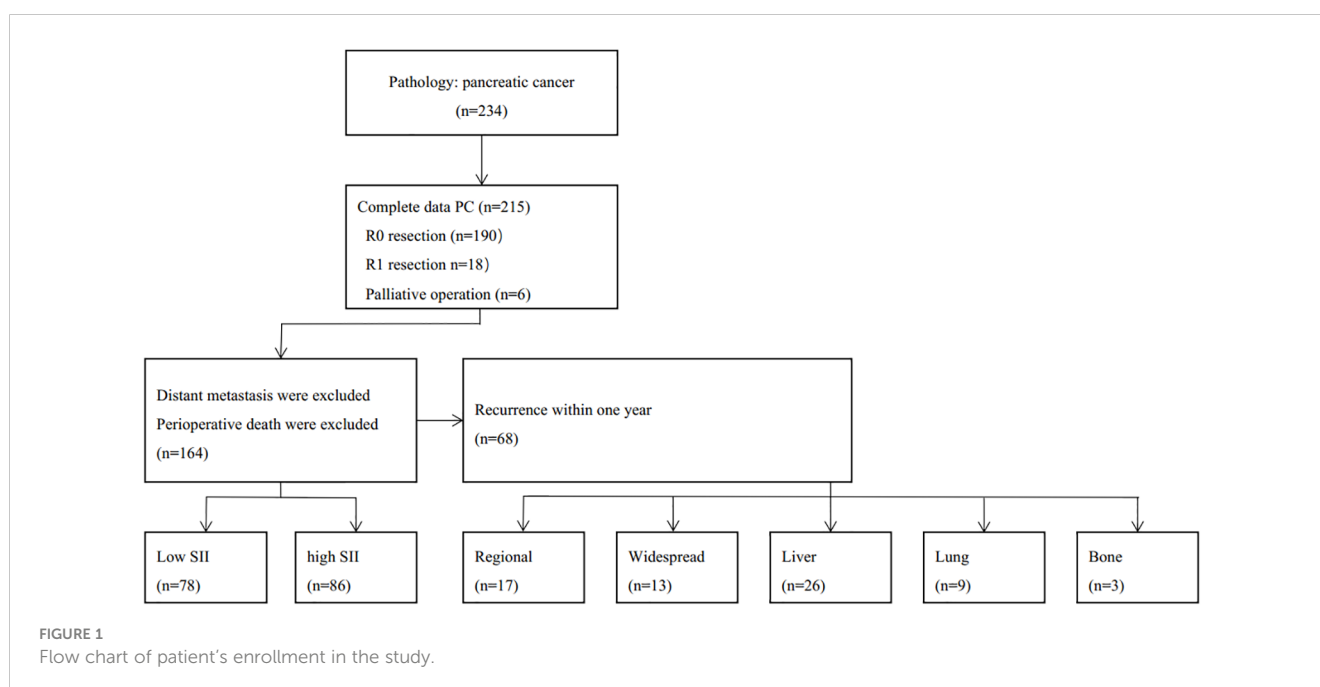 Pathology: pancreatic cancer
(n=234)
Complete data PC (n=215)
R0 resection (n=190)
R1 resection n=18)
Palliative operation (n=6)
Distant metastasis were excluded
Perioperative death were excluded
(n=164)
Recurrence within one year
(n=68)
Low SII
(n=78)
high SII
(n=86)
Regional
(n=17)
Widespread
(n=13)
Liver
(n=26)
Lung
(n=9)
Bone
(n=3)
FIGURE 1
Flow chart of patient’s enrollment in the study.